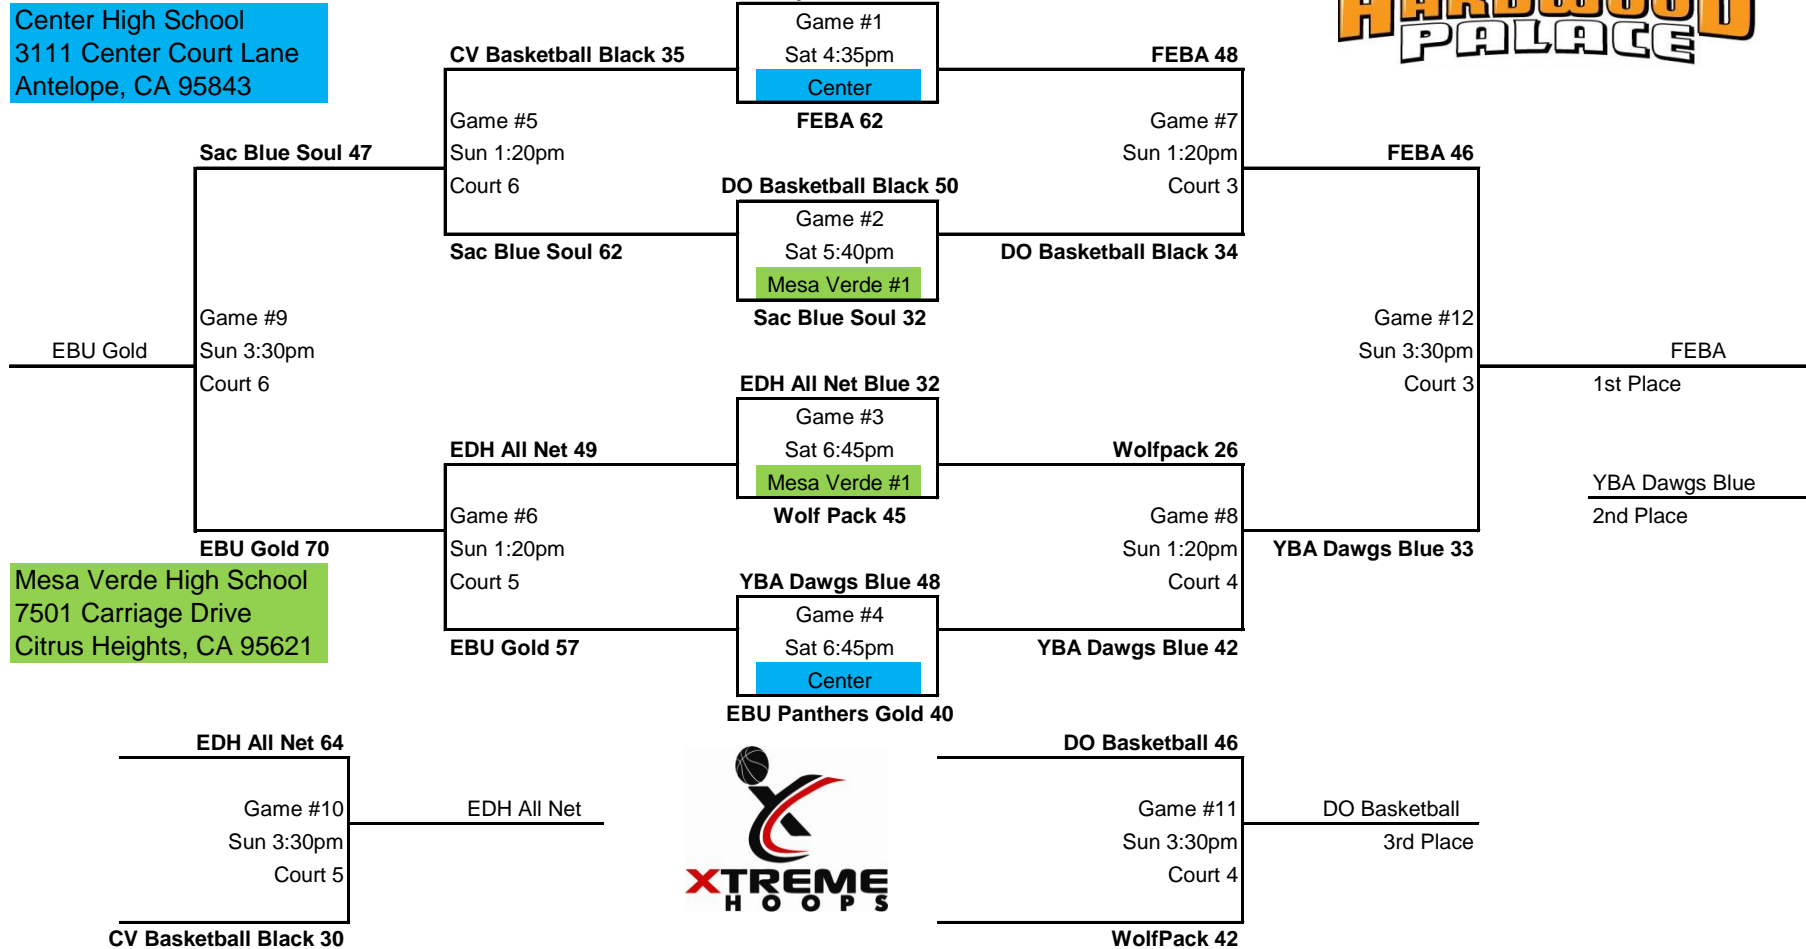 Center High School
3111 Center Court Lane
Antelope, CA 95843
Game #1
Sat 4:35pm
Center
FEBA 62
HARDWOOD
PALACE
CV Basketball Black 35
FEBA 48
Game #5
Sun 1:20pm
Court 6
Game #7
Sun 1:20pm
Court 3
Sac Blue Soul 47
FEBA 46
DO Basketball Black 50
Game #2
Sat 5:40pm
Mesa Verde #1
Sac Blue Soul 32
Sac Blue Soul 62
DO Basketball Black 34
Game #9
Sun 3:30pm
Court 6
EBU Gold
Game #12
Sun 3:30pm
Court 3
FEBA
1st Place
EDH All Net Blue 32
Game #3
Sat 6:45pm
Mesa Verde #1
Wolf Pack 45
EDH All Net 49
Wolfpack 26
YBA Dawgs Blue
2nd Place
Game #6
Sun 1:20pm
Court 5
Game #8
Sun 1:20pm
Court 4
EBU Gold 70
YBA Dawgs Blue 33
Mesa Verde High School
7501 Carriage Drive
Citrus Heights, CA 95621
YBA Dawgs Blue 48
Game #4
Sat 6:45pm
Center
EBU Panthers Gold 40
EBU Gold 57
YBA Dawgs Blue 42
EDH All Net 64
Game #10
Sun 3:30pm
Court 5
EDH All Net
CV Basketball Black 30
XTREME
HOOPS
DO Basketball 46
Game #11
Sun 3:30pm
Court 4
DO Basketball
3rd Place
WolfPack 42